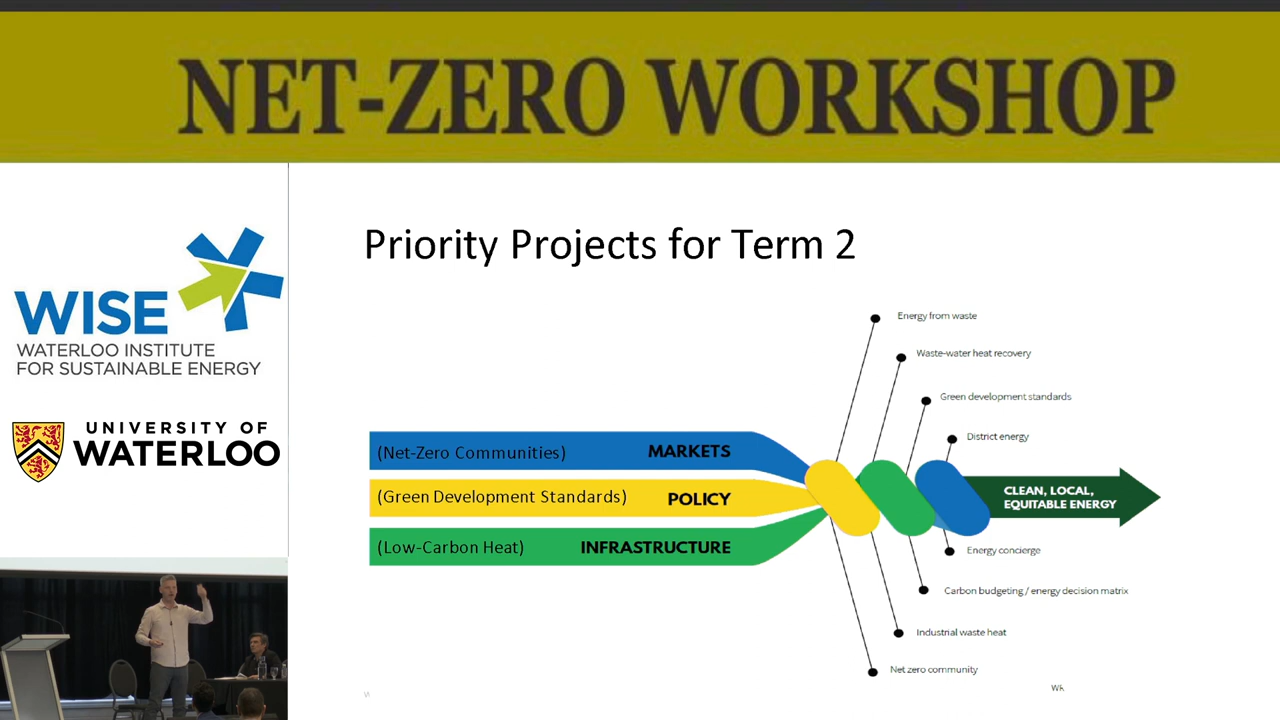 NET-ZERO WORKSHOP
WISE
WATERLOO INSTITUTE
FOR SUSTAINABLE ENERGY
UNIVERSITY OF
WATERLOO
Priority Projects for Term 2
(Net-Zero Communities) MARKETS
(Green Development Standards) POLICY
(Low-Carbon Heat) INFRASTRUCTURE
Energy from waste
Waste-water heat recovery
Green development standards
District energy
CLEAN, LOCAL,
EQUITABLE ENERGY
Energy concierge
Carbon budgeting / energy decision matrix
Industrial waste heat
Net zero community